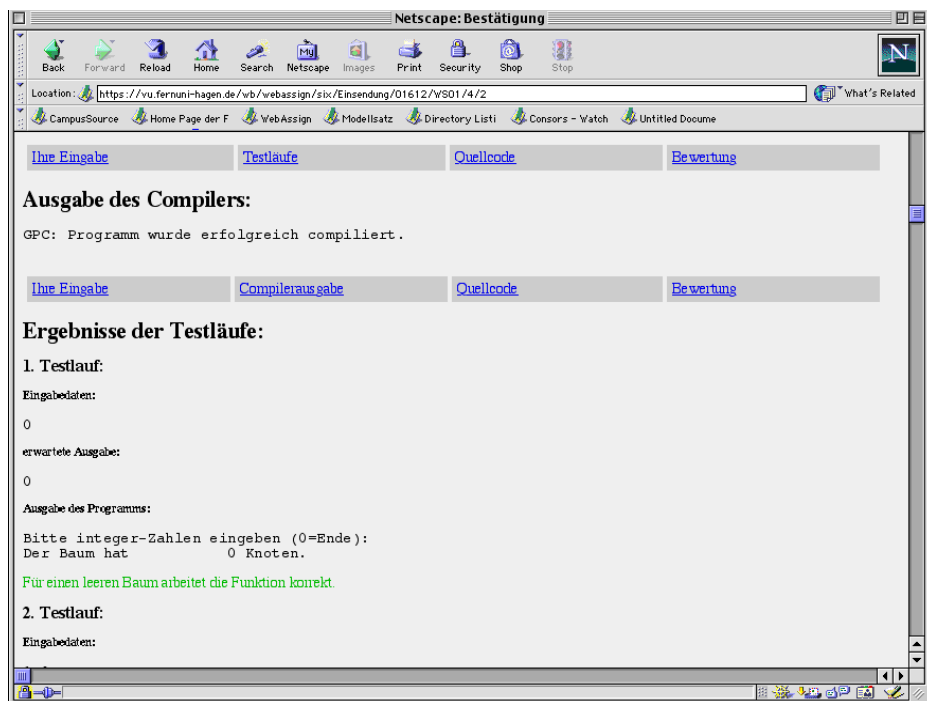 Netscape: Bestätigung
Back Forward Reload Home Search Netscape Images Print Security Shop Stop
My
N
Location: https://vu.fernuni-hagen.de/wb/webassign/six/Einsendung/01612/WS01/4/2 What's Related
CampusSource Home Page der F WebAssign Modellsatz Directory Listi Consors - Watch Untitled Docume
Ihre Eingabe Testläufe Quellcode Bewertung
Ausgabe des Compilers:
GPC: Programm wurde erfolgreich compiliert.
Ihre Eingabe Compilerausgabe Quellcode Bewertung
Ergebnisse der Testläufe:
1. Testlauf:
Eingabedaten:
0
erwartete Ausgabe:
0
Ausgabe des Programms:
Bitte integer-Zahlen eingeben (0=Ende):
Der Baum hat 0 Knoten.
Für einen leeren Baum arbeitet die Funktion korrekt.
2. Testlauf:
Eingabedaten: